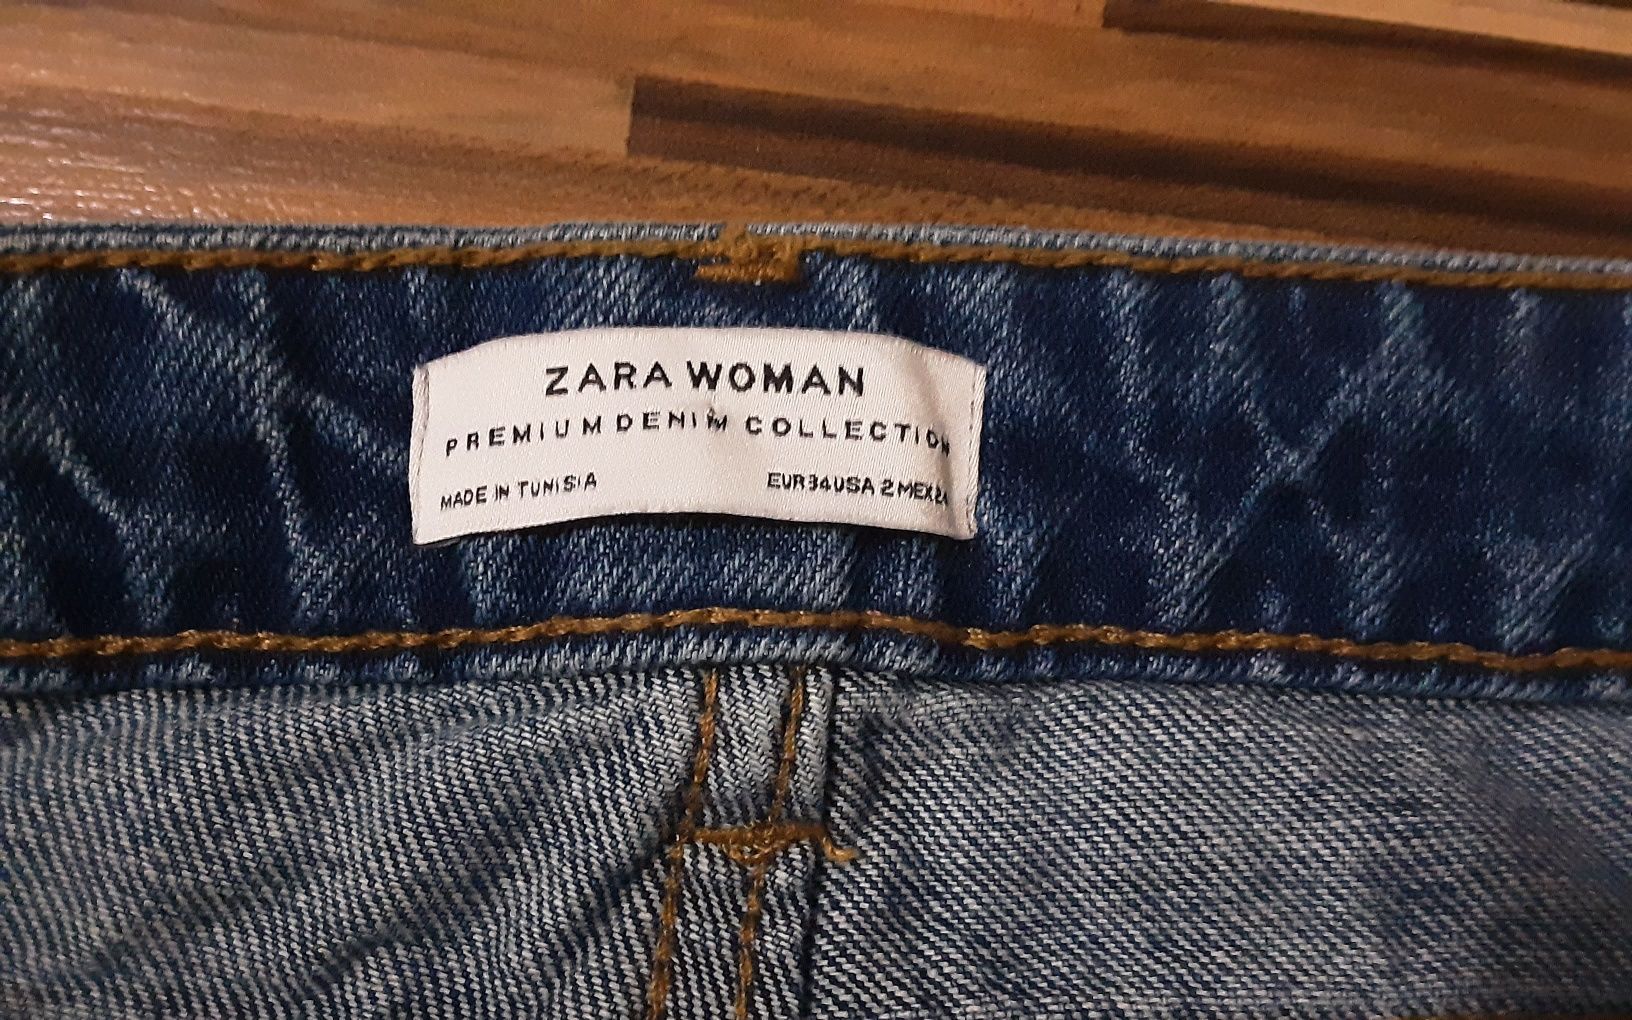 ZARA WOMAN
PREMIUM DENIM COLLECTION
MADE IN TUNISIA EUR 34 USA 2 MEX 24